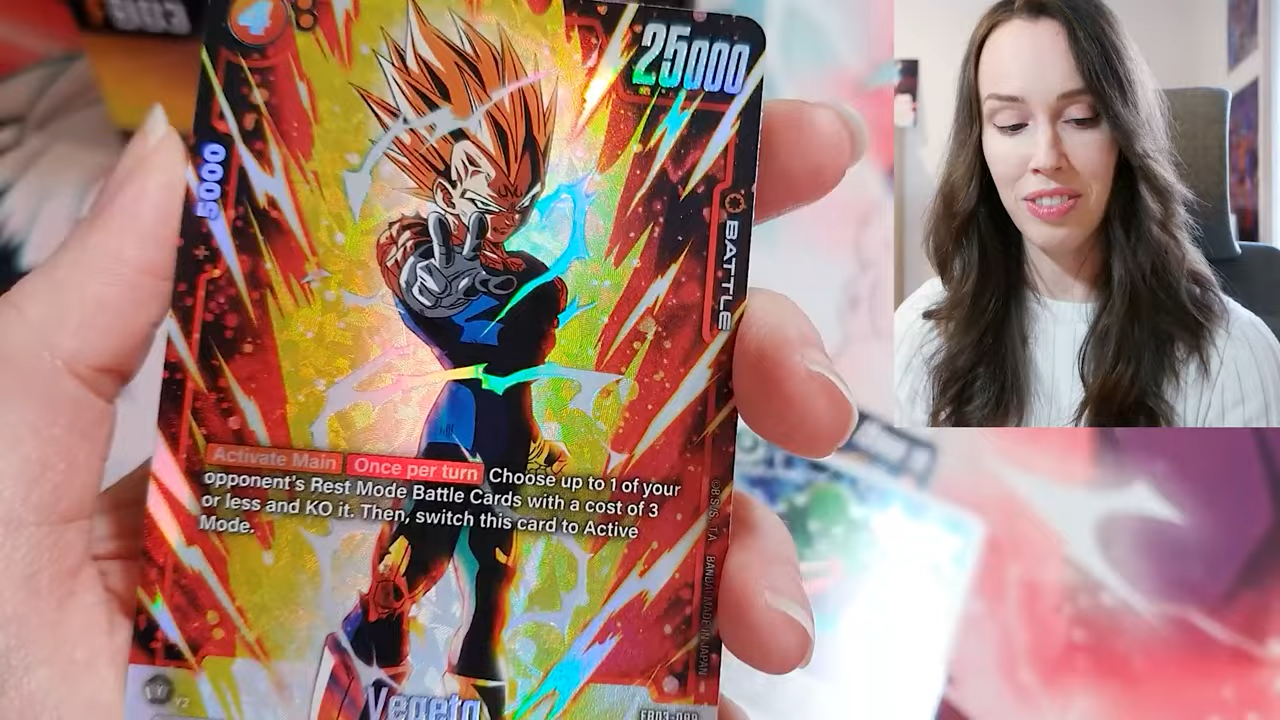 4
25000
5000
BATTLE
Activate Main Once per turn Choose up to 1 of your
opponent's Rest Mode Battle Cards with a cost of 3
or less and KO it. Then, switch this card to Active
Mode.
BANDAI MADE IN JAPAN
Vegeta